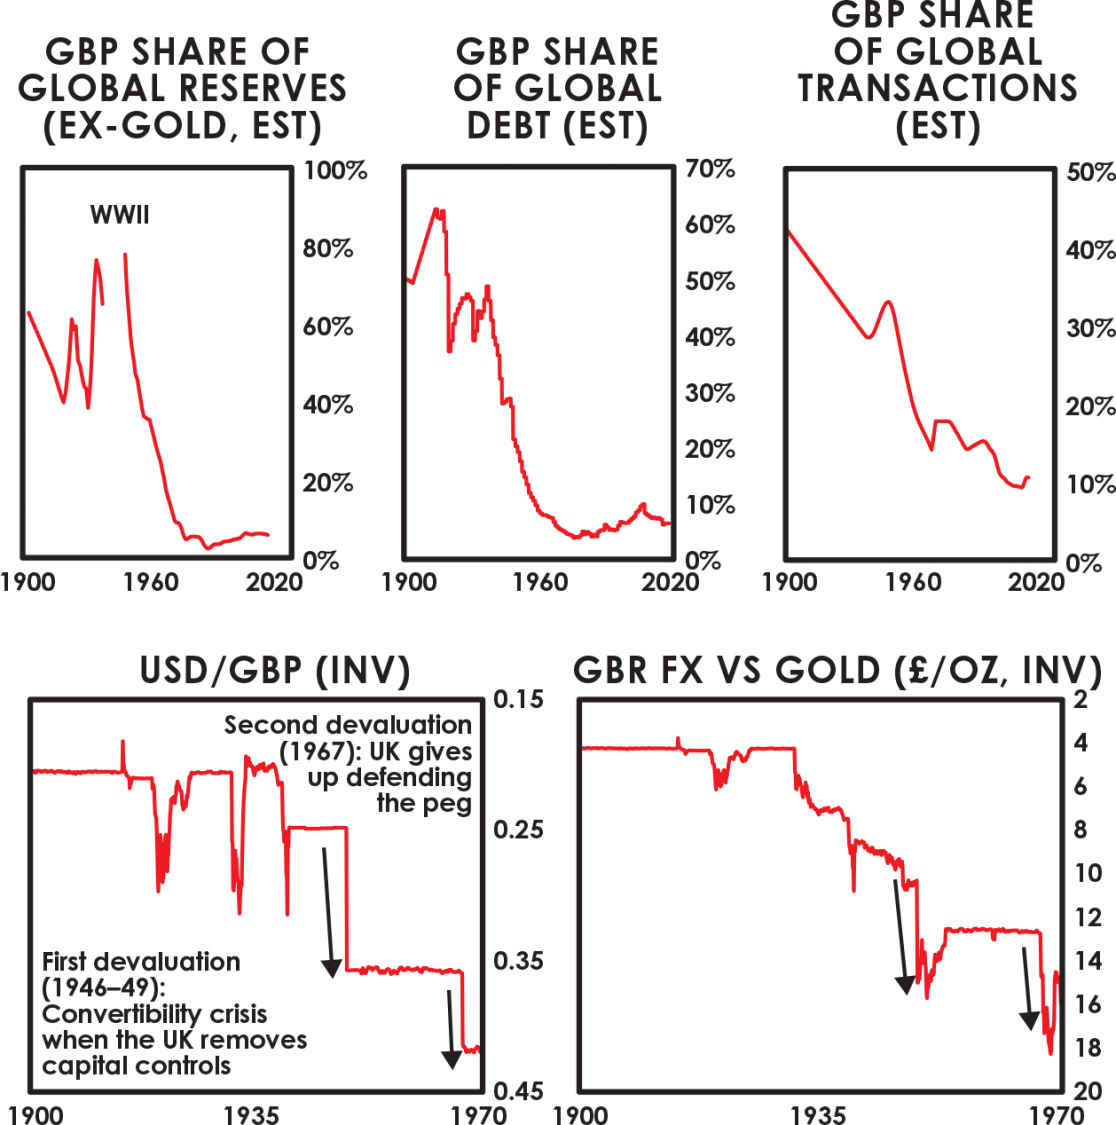 GBP SHARE OF
GLOBAL RESERVES
(EX-GOLD, EST)
100%
80%
60%
40%
20%
0%
WWII
1900
1960
2020
GBP SHARE
OF GLOBAL
DEBT (EST)
70%
60%
50%
40%
30%
20%
10%
0%
1900
1960
2020
GBP SHARE
OF GLOBAL
TRANSACTIONS
(EST)
50%
40%
30%
20%
10%
0%
1900
1960
2020
USD/GBP (INV)
0.15
0.25
0.35
0.45
Second devaluation
(1967): UK gives
up defending
the peg
First devaluation
(1946–49):
Convertibility crisis
when the UK removes
capital controls
1900
1935
1970
GBR FX VS GOLD (£/OZ, INV)
2
4
6
8
10
12
14
16
18
20
1900
1935
1970